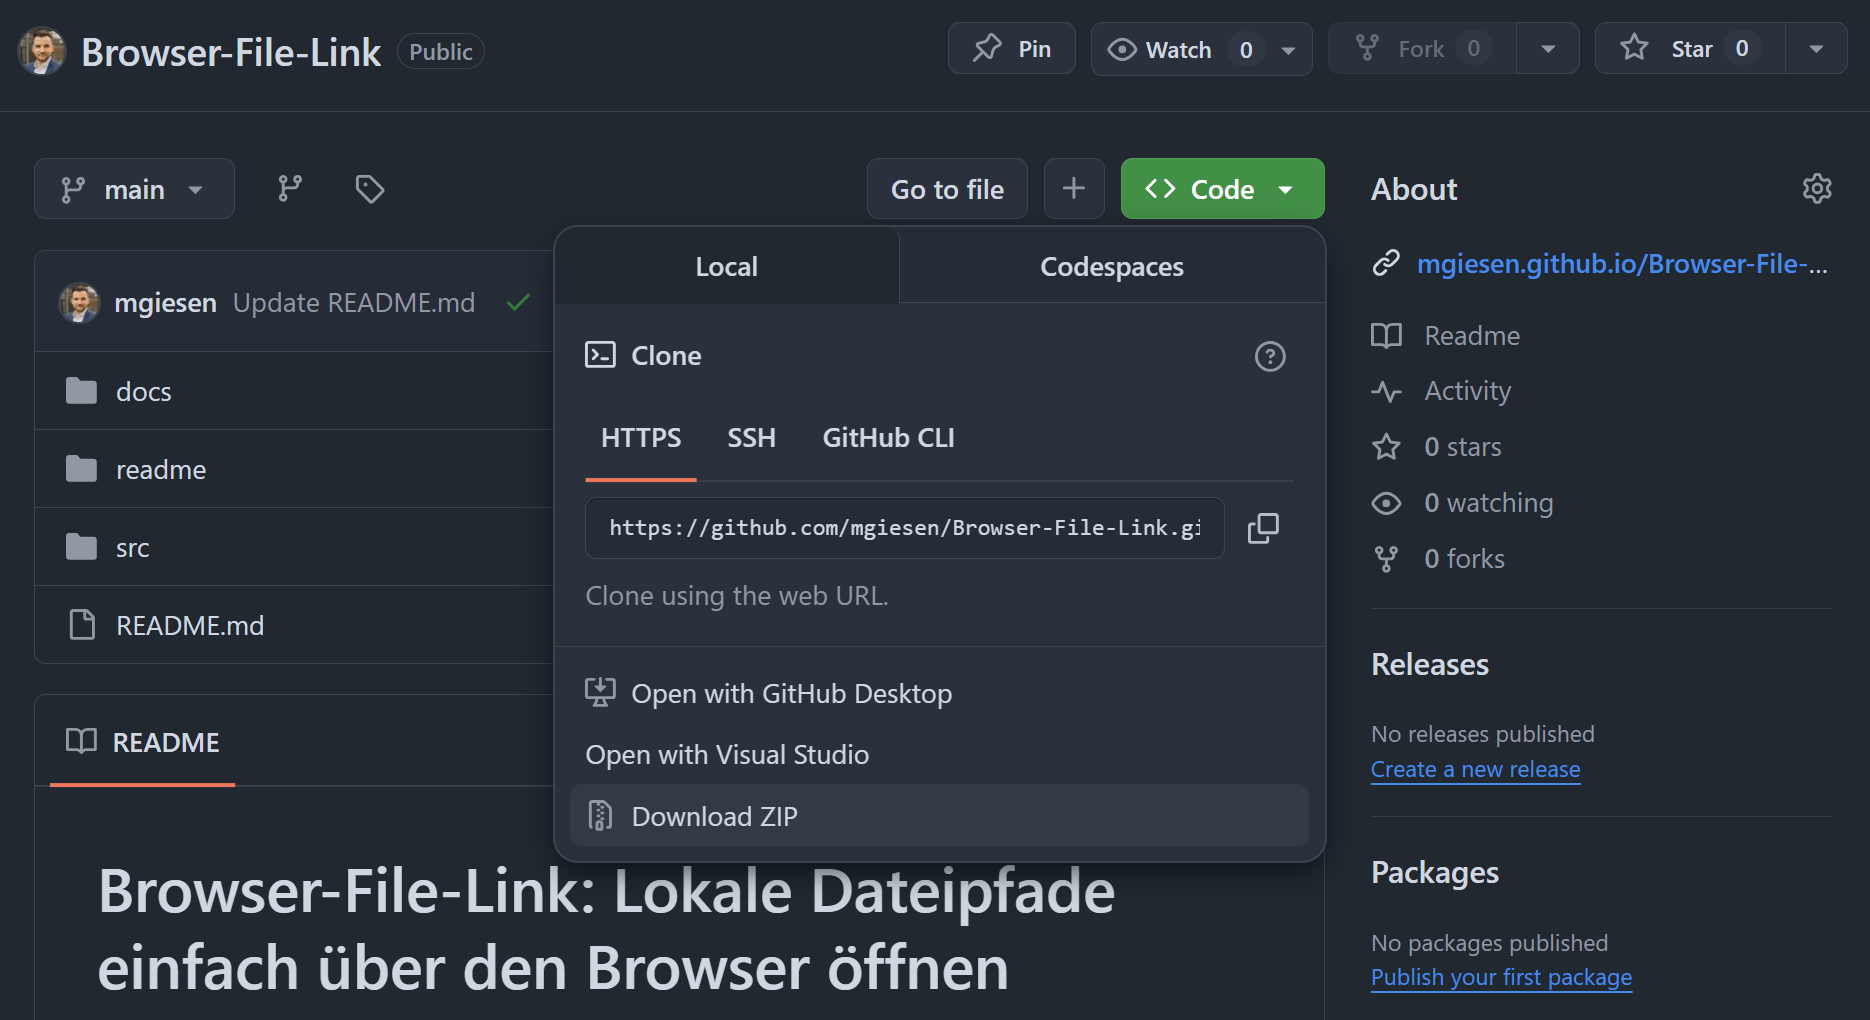 Browser-File-Link Public
Pin
Watch 0
Fork 0
Star 0
main
Go to file
Code
mgiesen Update README.md
docs
readme
src
README.md
Local
Codespaces
Clone
HTTPS SSH GitHub CLI
https://github.com/mgiesen/Browser-File-Link.gi
Clone using the web URL.
Open with GitHub Desktop
Open with Visual Studio
Download ZIP
README
Browser-File-Link: Lokale Dateipfade
einfach über den Browser öffnen
About
mgiesen.github.io/Browser-File-...
Readme
Activity
0 stars
0 watching
0 forks
Releases
No releases published
Create a new release
Packages
No packages published
Publish your first package